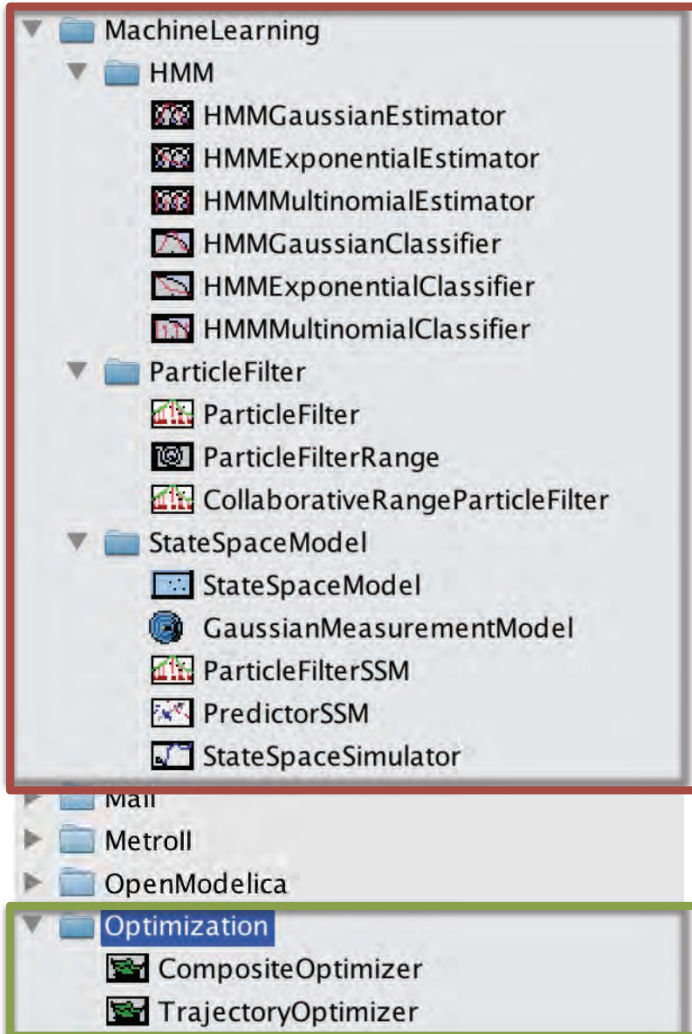 MachineLearning
HMM
HMMGaussianEstimator
HMMExponentialEstimator
HMMMultinomialEstimator
HMMGaussianClassifier
HMMExponentialClassifier
HMMMultinomialClassifier
ParticleFilter
ParticleFilter
ParticleFilterRange
CollaborativeRangeParticleFilter
StateSpaceModel
StateSpaceModel
GaussianMeasurementModel
ParticleFilterSSM
PredictorSSM
StateSpaceSimulator
Mail
Metroll
OpenModelica
Optimization
CompositeOptimizer
TrajectoryOptimizer